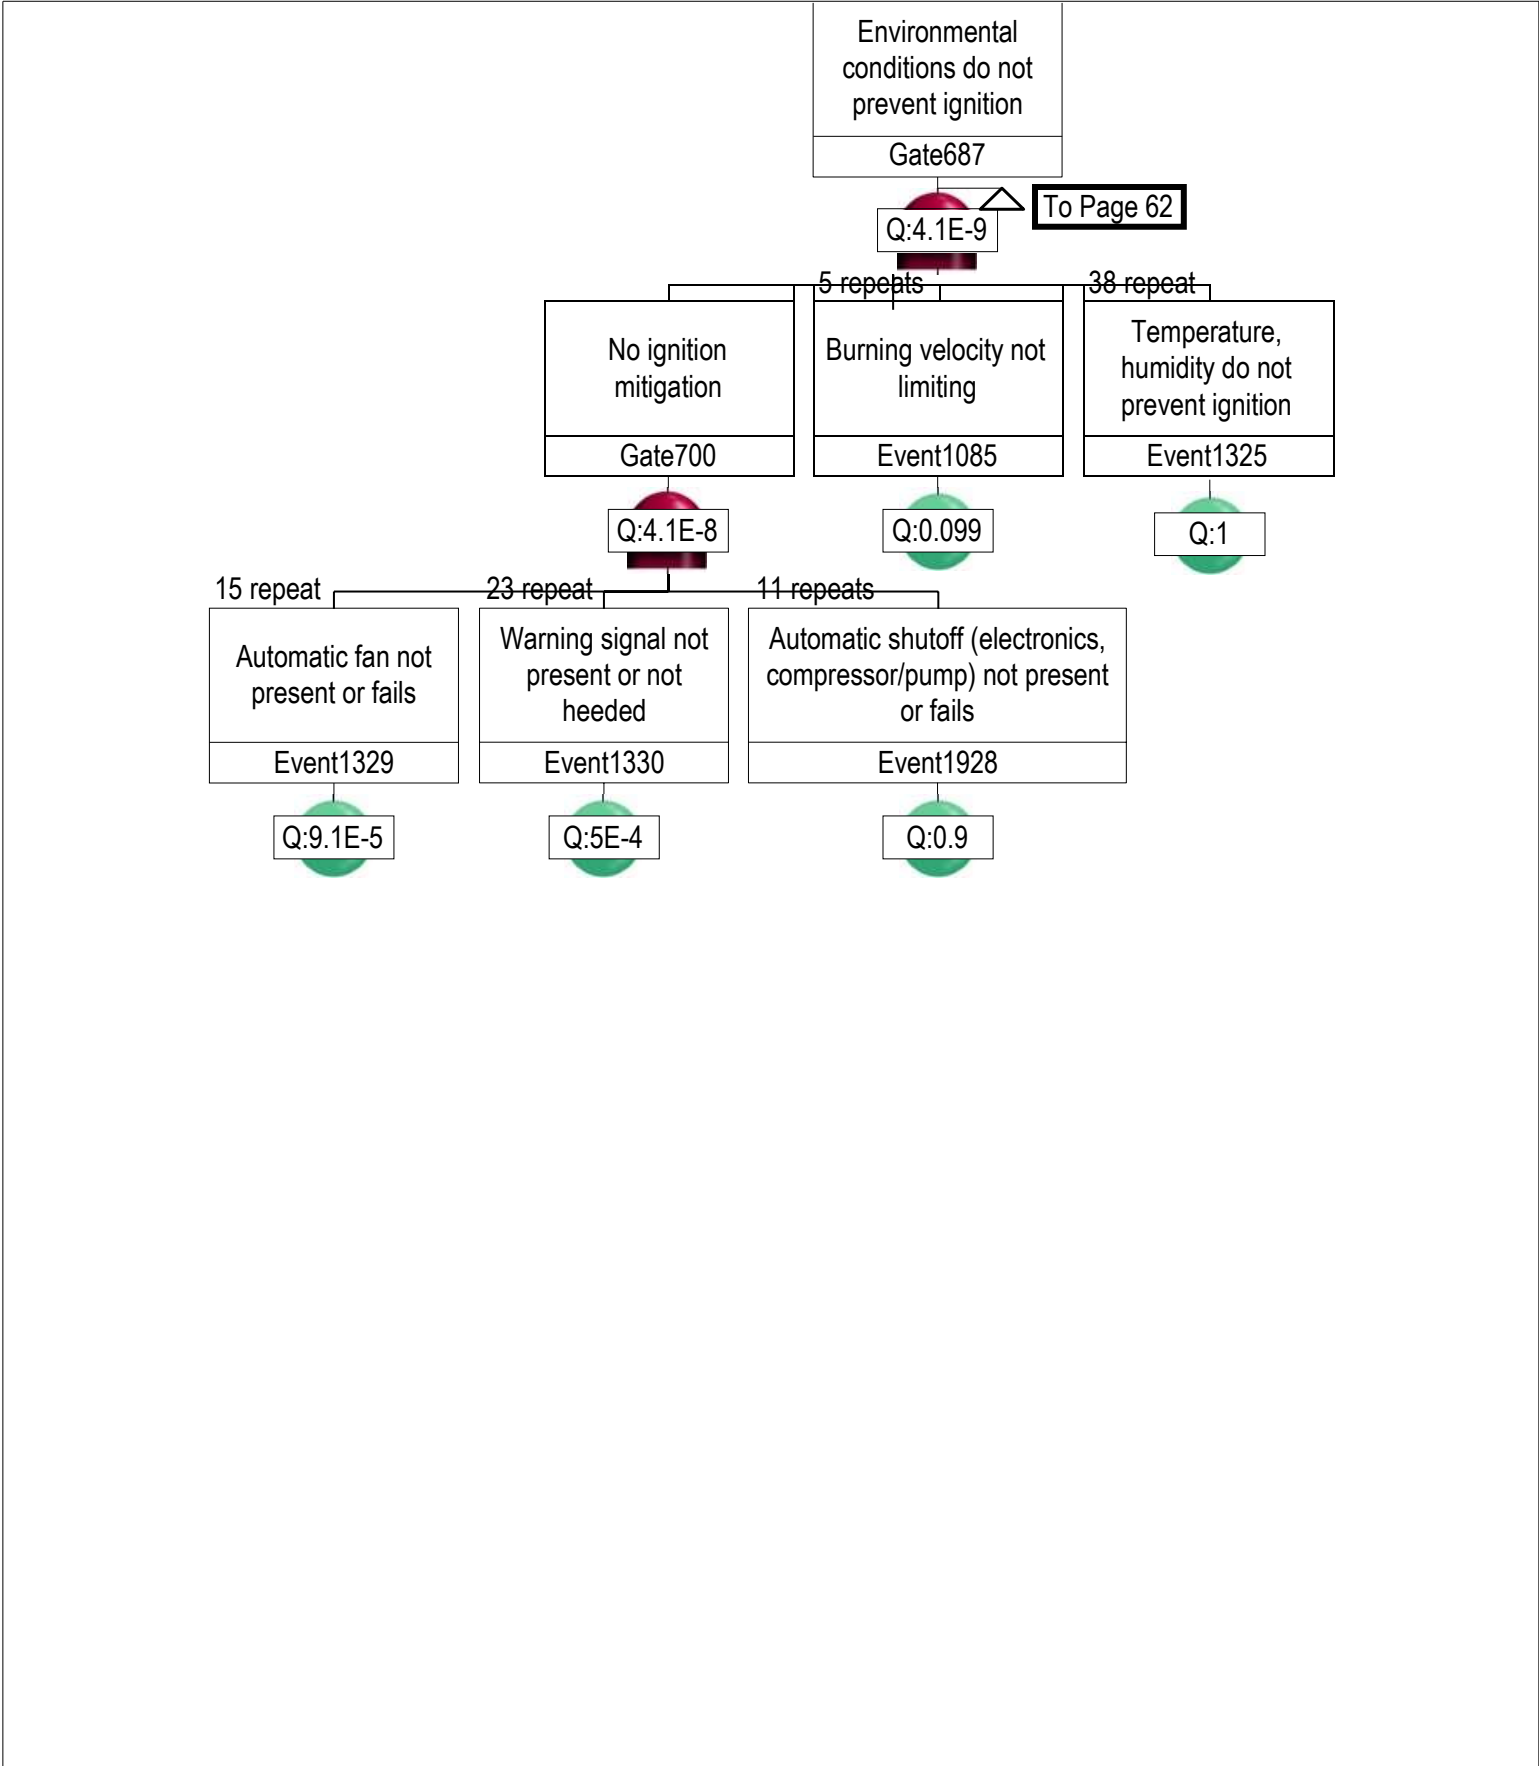 Environmental
conditions do not
prevent ignition
Gate687
To Page 62
Q:4.1E-9
5 repeats
38 repeat
No ignition
mitigation
Gate700
Burning velocity not
limiting
Event1085
Temperature,
humidity do not
prevent ignition
Event1325
Q:4.1E-8
Q:0.099
Q:1
15 repeat
23 repeat
11 repeats
Automatic fan not
present or fails
Event1329
Warning signal not
present or not
heeded
Event1330
Automatic shutoff (electronics,
compressor/pump) not present
or fails
Event1928
Q:9.1E-5
Q:5E-4
Q:0.9